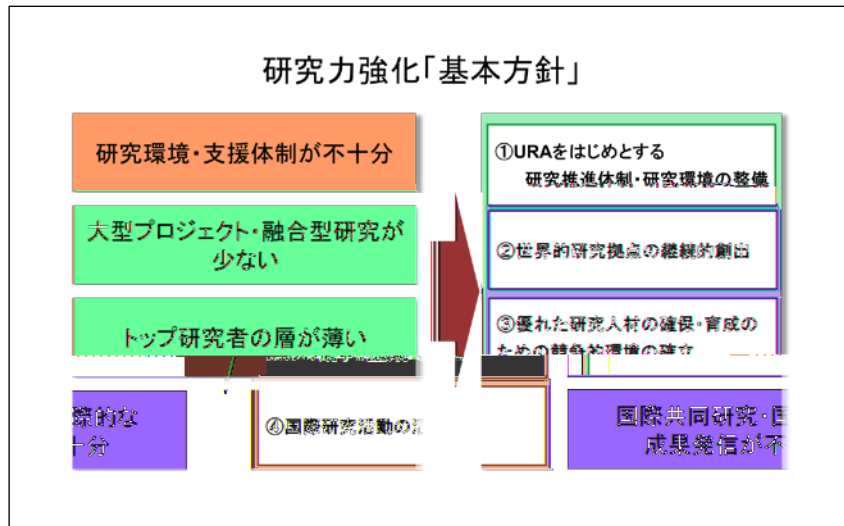 研究力強化「基本方針」
研究環境・支援体制が不十分
大型プロジェクト・融合型研究が
少ない
トップ研究者の層が薄い
①URAをはじめとする
研究推進体制・研究環境の整備
②世界的研究拠点の継続的創出
③優れた研究人材の確保・育成の
ための競争的環境の確立
際的な
十分
④国際研究活動の
国際共同研究・国
成果発信が不